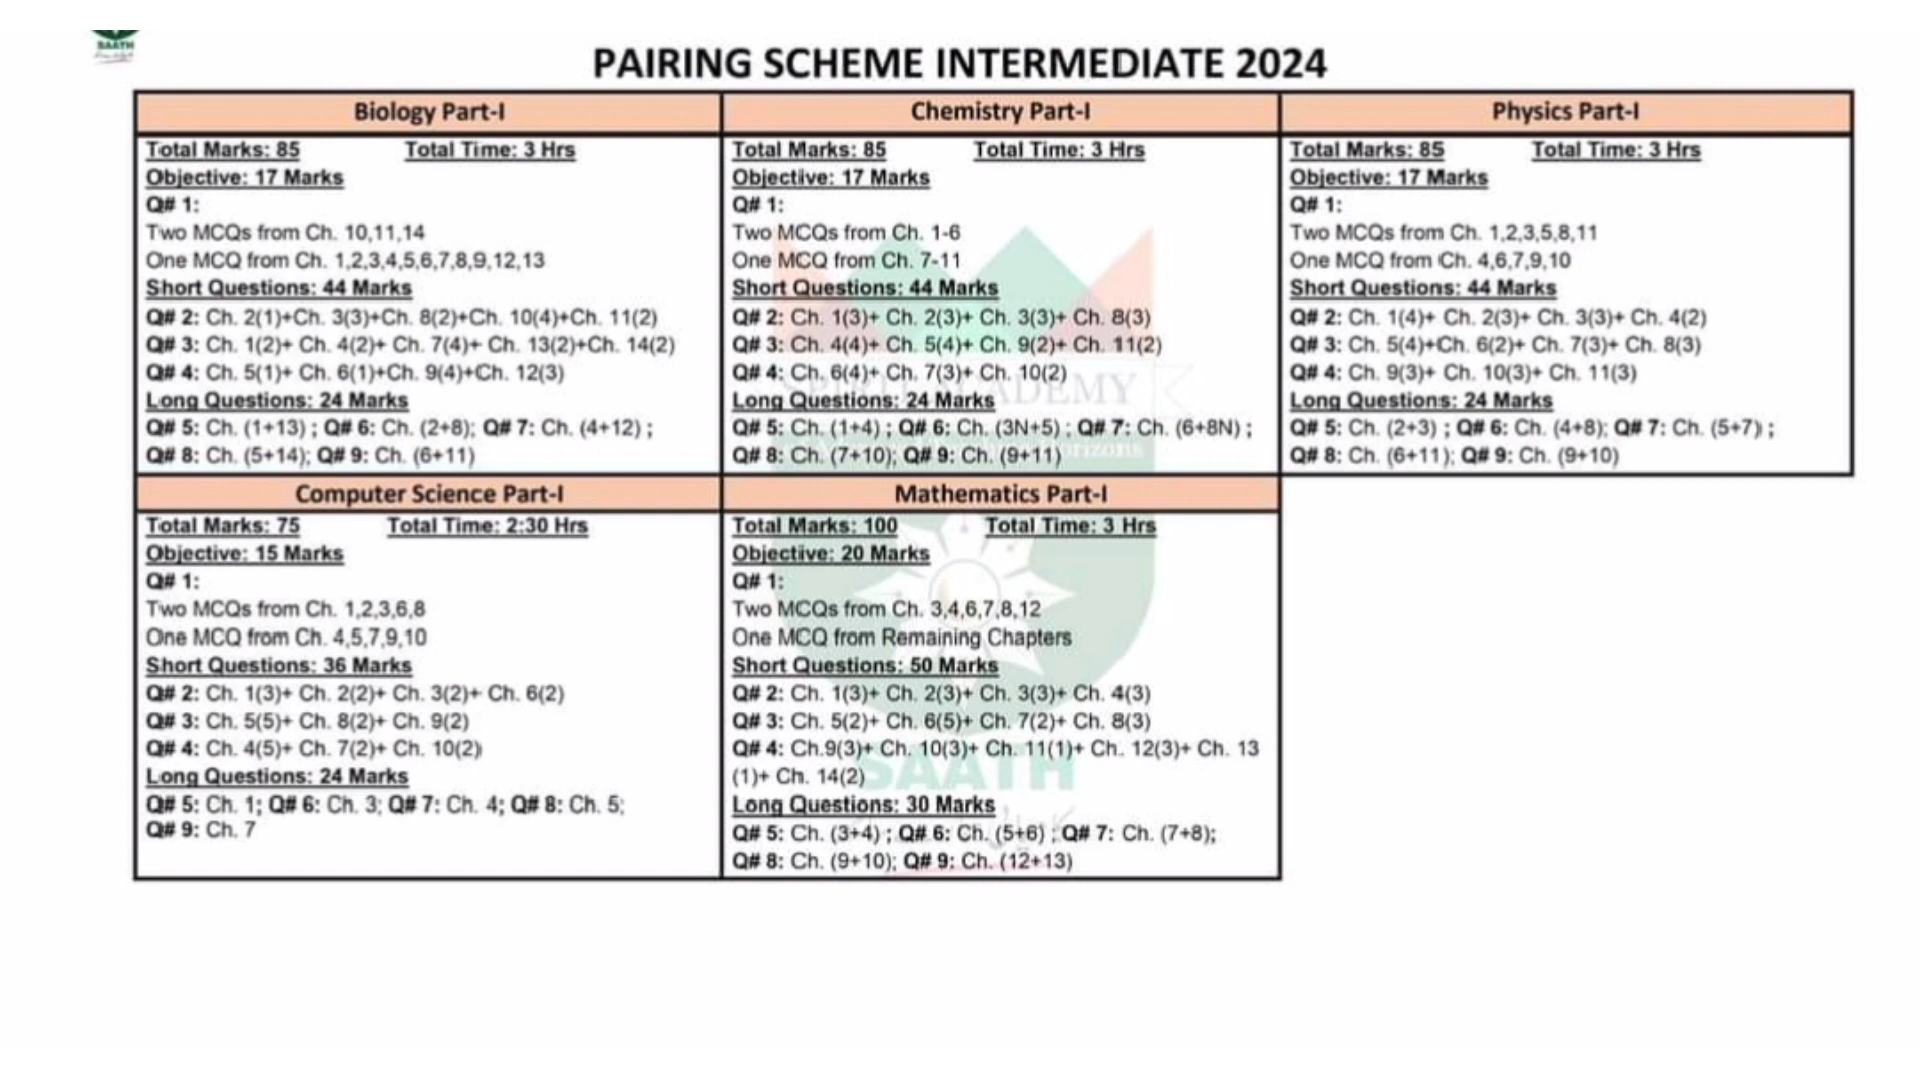 SAATH
PAIRING SCHEME INTERMEDIATE 2024
Biology Part-I
Total Marks: 85 Total Time: 3 Hrs
Objective: 17 Marks
Q# 1:
Two MCQs from Ch. 10,11,14
One MCQ from Ch. 1,2,3,4,5,6,7,8,9,12,13
Short Questions: 44 Marks
Q# 2: Ch. 2(1)+Ch. 3(3)+Ch. 8(2)+Ch. 10(4)+Ch. 11(2)
Q# 3: Ch. 1(2)+ Ch. 4(2)+ Ch. 7(4)+ Ch. 13(2)+Ch. 14(2)
Q# 4: Ch. 5(1)+ Ch. 6(1)+Ch. 9(4)+Ch. 12(3)
Long Questions: 24 Marks
Q# 5: Ch. (1+13) ; Q# 6: Ch. (2+8); Q# 7: Ch. (4+12) ;
Q# 8: Ch. (5+14); Q# 9: Ch. (6+11)
Chemistry Part-I
Total Marks: 85 Total Time: 3 Hrs
Objective: 17 Marks
Q# 1:
Two MCQs from Ch. 1-6
One MCQ from Ch. 7-11
Short Questions: 44 Marks
Q# 2: Ch. 1(3)+ Ch. 2(3)+ Ch. 3(3)+ Ch. 8(3)
Q# 3: Ch. 4(4)+ Ch. 5(4)+ Ch. 9(2)+ Ch. 11(2)
Q# 4: Ch. 6(4)+ Ch. 7(3)+ Ch. 10(2)
Long Questions: 24 Marks
Q# 5: Ch. (1+4) ; Q# 6: Ch. (3N+5) ; Q# 7: Ch. (6+8N) ;
Q# 8: Ch. (7+10); Q# 9: Ch. (9+11)
Physics Part-I
Total Marks: 85 Total Time: 3 Hrs
Objective: 17 Marks
Q# 1:
Two MCQs from Ch. 1,2,3,5,8,11
One MCQ from Ch. 4,6,7,9,10
Short Questions: 44 Marks
Q# 2: Ch. 1(4)+ Ch. 2(3)+ Ch. 3(3)+ Ch. 4(2)
Q# 3: Ch. 5(4)+Ch. 6(2)+ Ch. 7(3)+ Ch. 8(3)
Q# 4: Ch. 9(3)+ Ch. 10(3)+ Ch. 11(3)
Long Questions: 24 Marks
Q# 5: Ch. (2+3) ; Q# 6: Ch. (4+8); Q# 7: Ch. (5+7) ;
Q# 8: Ch. (6+11); Q# 9: Ch. (9+10)
Computer Science Part-I
Total Marks: 75 Total Time: 2:30 Hrs
Objective: 15 Marks
Q# 1:
Two MCQs from Ch. 1,2,3,6,8
One MCQ from Ch. 4,5,7,9,10
Short Questions: 36 Marks
Q# 2: Ch. 1(3)+ Ch. 2(2)+ Ch. 3(2)+ Ch. 6(2)
Q# 3: Ch. 5(5)+ Ch. 8(2)+ Ch. 9(2)
Q# 4: Ch. 4(5)+ Ch. 7(2)+ Ch. 10(2)
Long Questions: 24 Marks
Q# 5: Ch. 1; Q# 6: Ch. 3; Q# 7: Ch. 4; Q# 8: Ch. 5;
Q# 9: Ch. 7
Mathematics Part-I
Total Marks: 100 Total Time: 3 Hrs
Objective: 20 Marks
Q# 1:
Two MCQs from Ch. 3,4,6,7,8,12
One MCQ from Remaining Chapters
Short Questions: 50 Marks
Q# 2: Ch. 1(3)+ Ch. 2(3)+ Ch. 3(3)+ Ch. 4(3)
Q# 3: Ch. 5(2)+ Ch. 6(5)+ Ch. 7(2)+ Ch. 8(3)
Q# 4: Ch.9(3)+ Ch. 10(3)+ Ch. 11(1)+ Ch. 12(3)+ Ch. 13
(1)+ Ch. 14(2)
Long Questions: 30 Marks
Q# 5: Ch. (3+4) ; Q# 6: Ch. (5+6) ; Q# 7: Ch. (7+8);
Q# 8: Ch. (9+10); Q# 9: Ch. (12+13)
SAATH